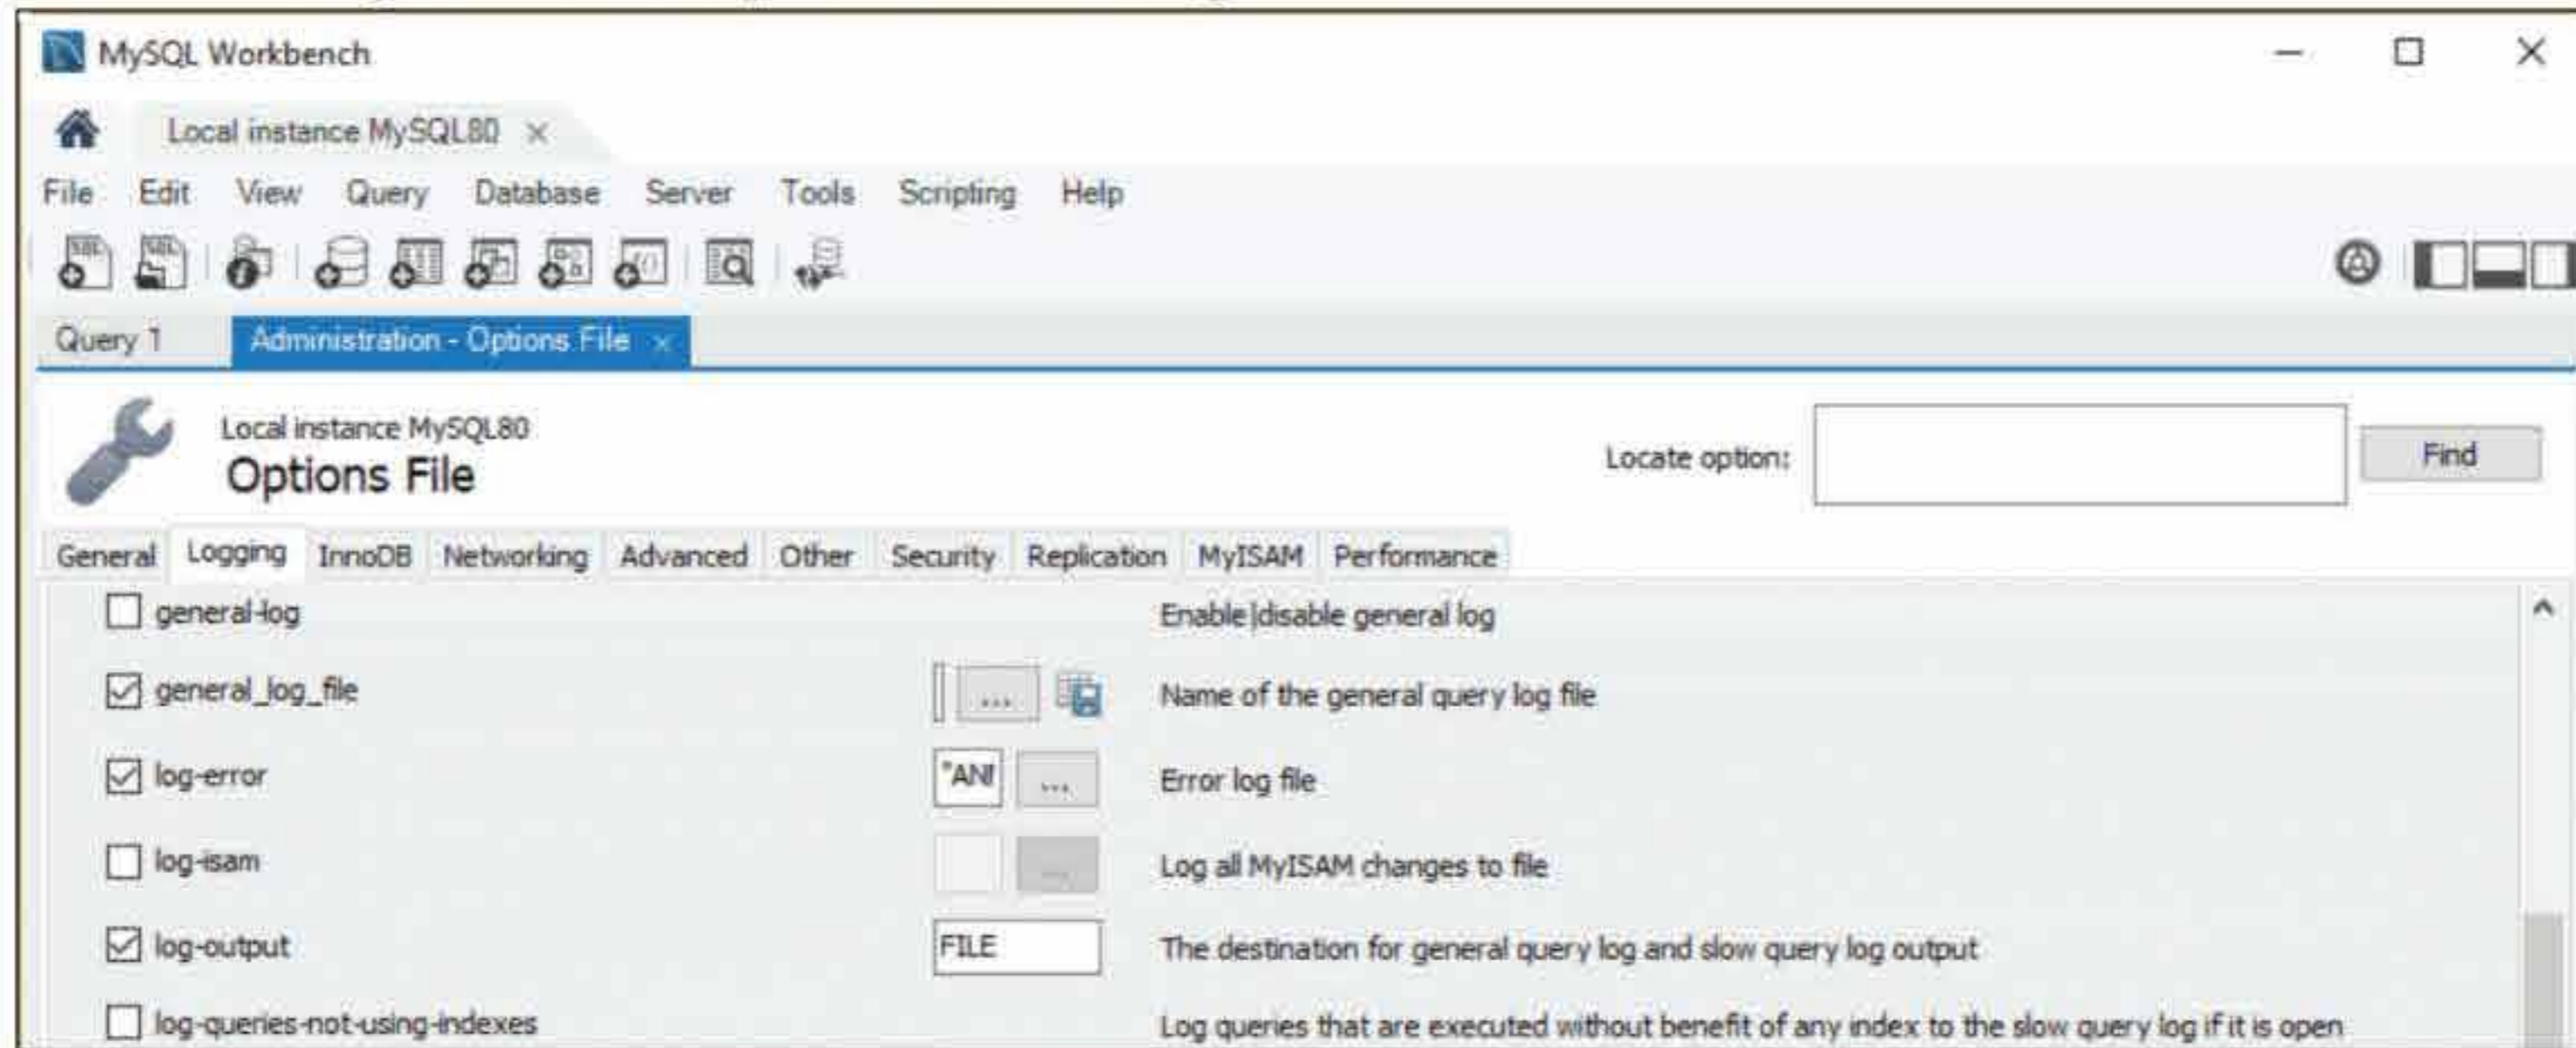 MySQL Workbench
Local instance MySQL80
File Edit View Query Database Server Tools Scripting Help
Query 1 Administration - Options File
Local instance MySQL80
Options File
Locate option: Find
General Logging InnoDB Networking Advanced Other Security Replication MyISAM Performance
general-log Enable|disable general log
general_log_file ... Name of the general query log file
log-error "AN ... Error log file
log-isam ... Log all MyISAM changes to file
log-output FILE The destination for general query log and slow query log output
log-queries-not-using-indexes Log queries that are executed without benefit of any index to the slow query log if it is open